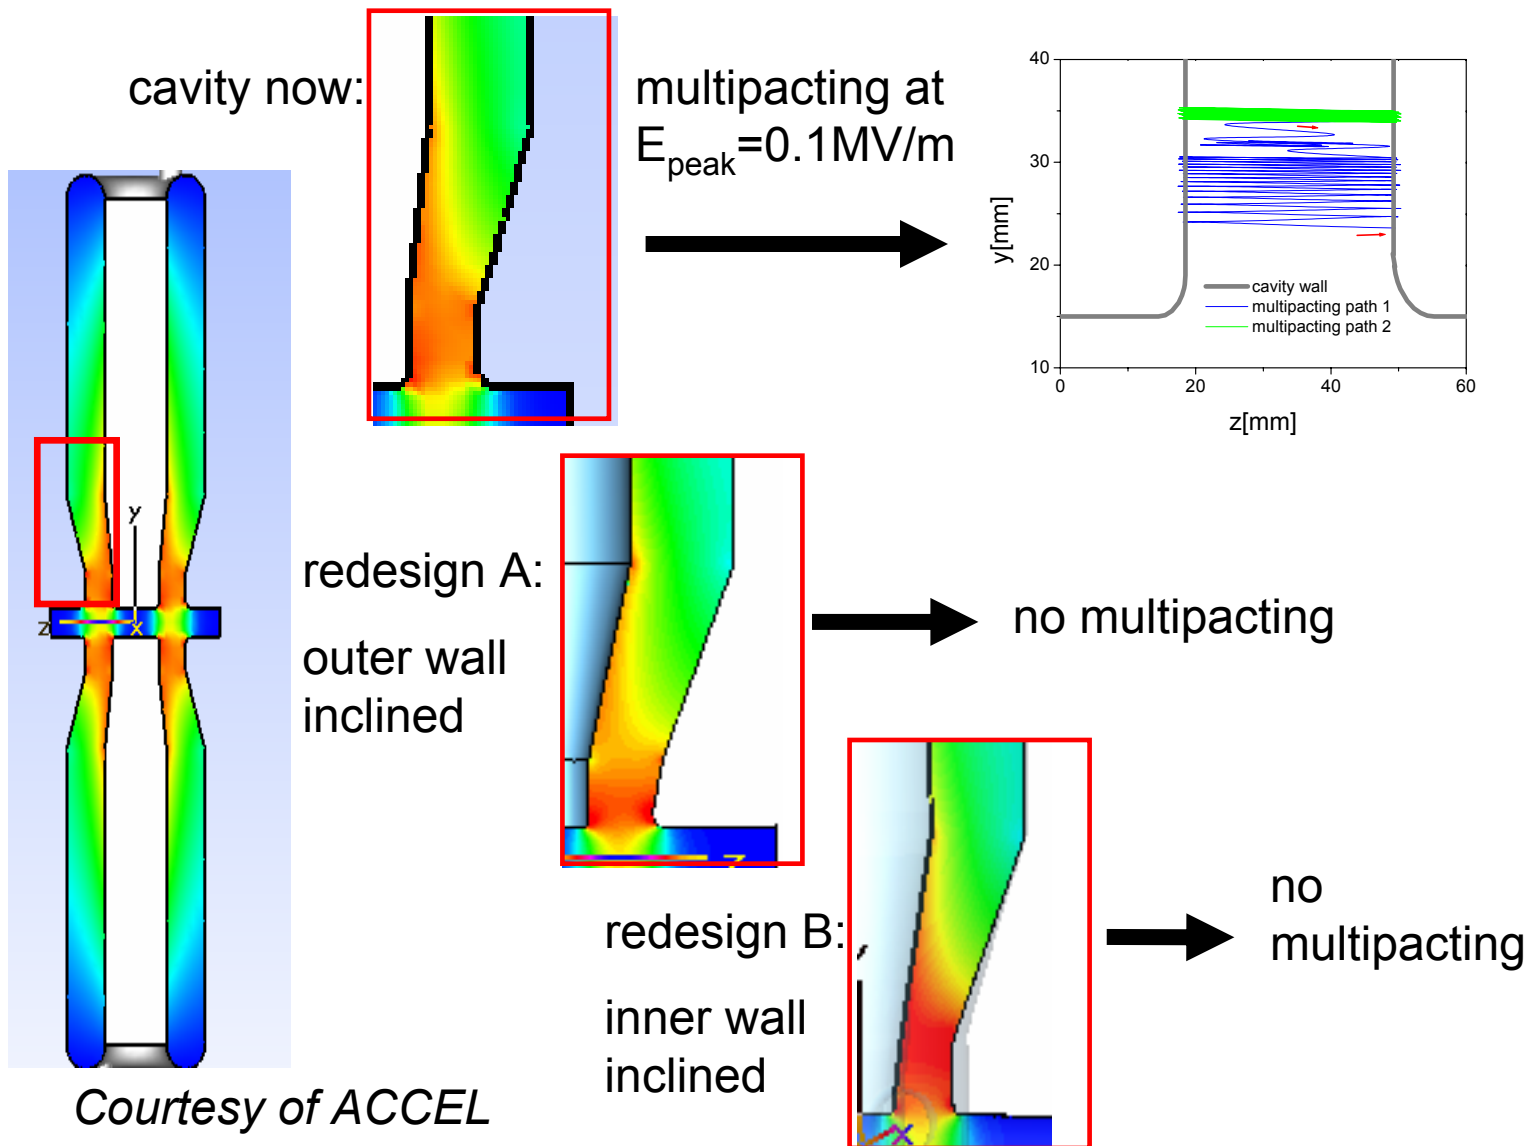 cavity now:
multipacting at
E_peak=0.1MV/m
40
30
20
10
y[mm]
0
20
40
60
z[mm]
cavity wall
multipacting path 1
multipacting path 2
y
z
x
redesign A:
outer wall
inclined
z
no multipacting
redesign B:
inner wall
inclined
x
no
multipacting
Courtesy of ACCEL